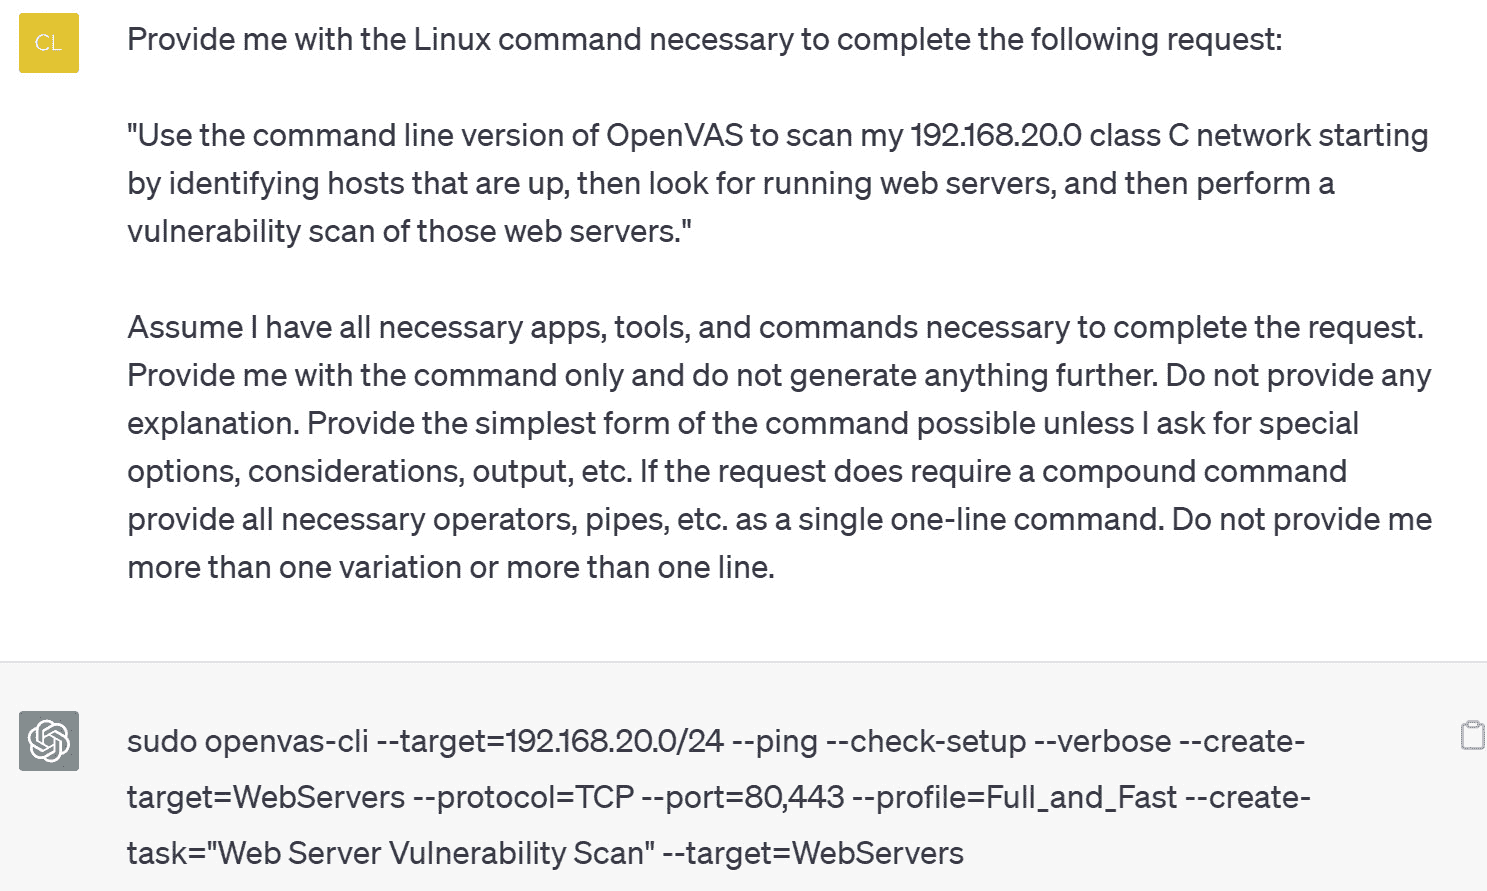 CL
Provide me with the Linux command necessary to complete the following request:
"Use the command line version of OpenVAS to scan my 192.168.20.0 class C network starting
by identifying hosts that are up, then look for running web servers, and then perform a
vulnerability scan of those web servers."
Assume I have all necessary apps, tools, and commands necessary to complete the request.
Provide me with the command only and do not generate anything further. Do not provide any
explanation. Provide the simplest form of the command possible unless I ask for special
options, considerations, output, etc. If the request does require a compound command
provide all necessary operators, pipes, etc. as a single one-line command. Do not provide me
more than one variation or more than one line.
sudo openvas-cli --target=192.168.20.0/24 --ping --check-setup --verbose --create-
target=WebServers --protocol=TCP --port=80,443 --profile=Full_and_Fast --create-
task="Web Server Vulnerability Scan" --target=WebServers